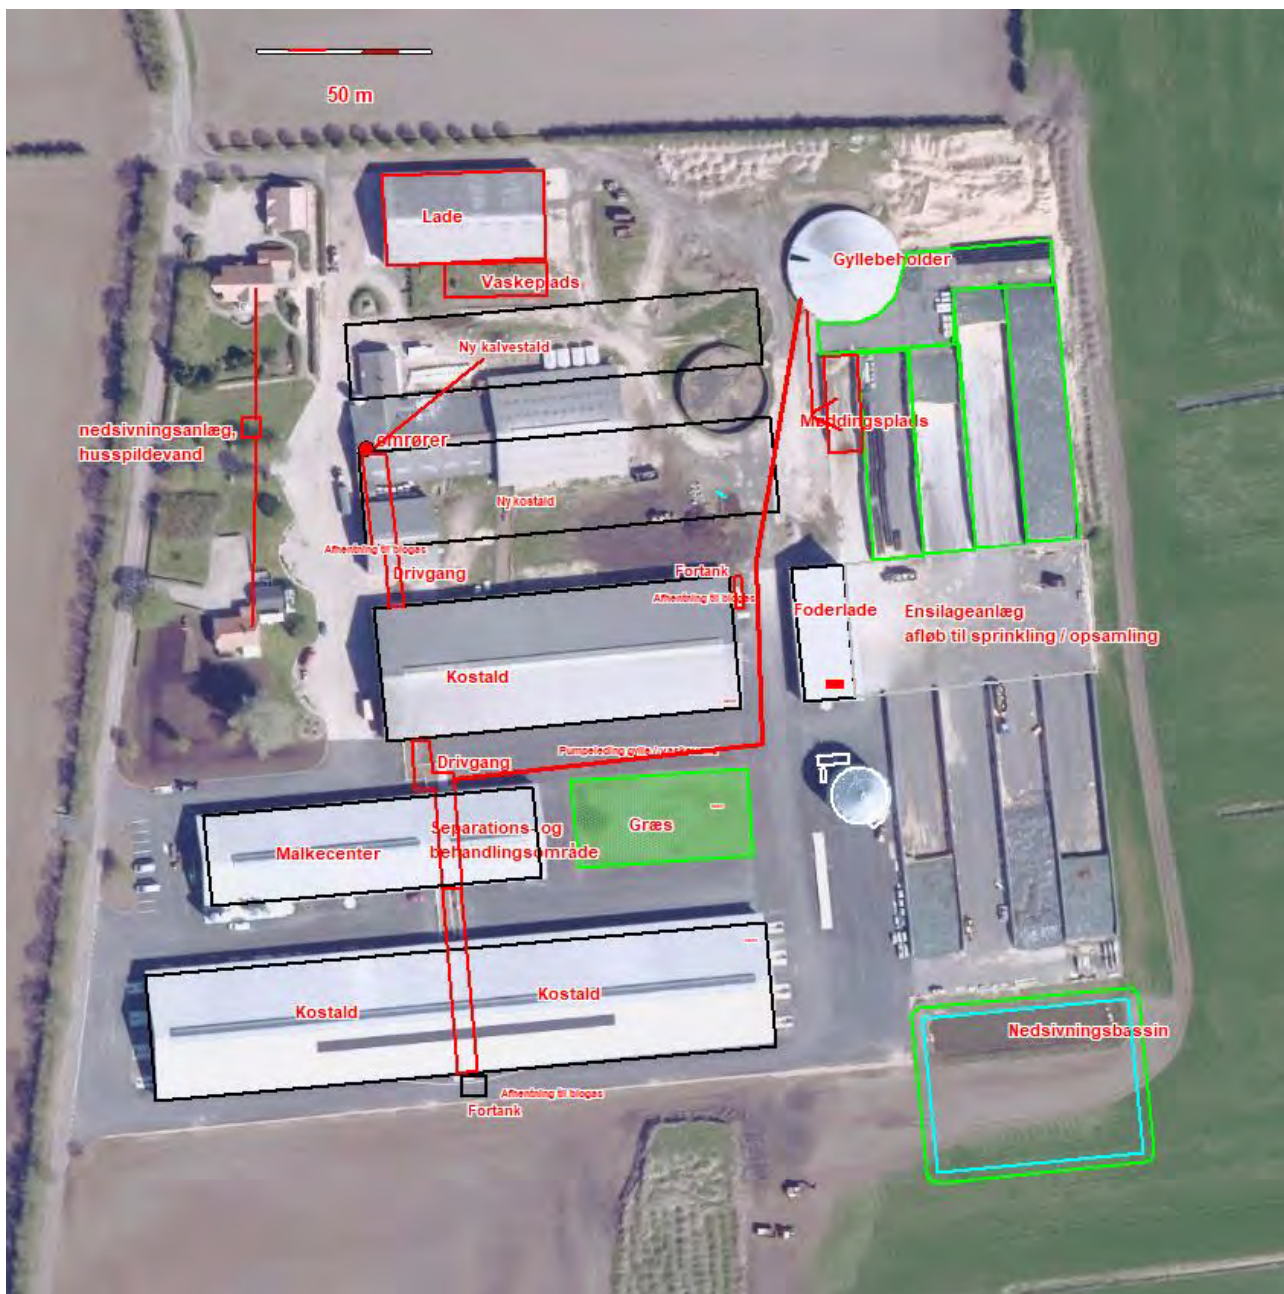 50 m
Lade
Vaskeplads
Gyllebeholder
Ny kalvestald
Møddingsplads
nedsivningsanlæg,
husspildevand
omrører
Ny kostald
Afhentning til biogas
Drivgang
Fortank
Afhentning til biogas
Foderlade
Ensilageanlæg
afløb til sprinkling / opsamling
Kostald
Pumpeledning gylle /
Drivgang
Græs
Separations- og
behandlingsområde
Malkecenter
Kostald
Kostald
Nedsivningsbassin
Afhentning til biogas
Fortank